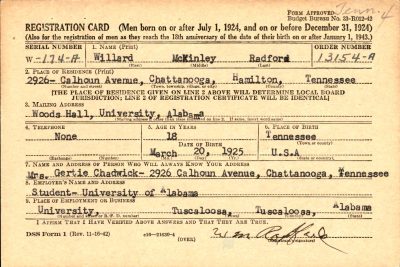 Tenn-4
Form Approved
Budget Bureau No. 33-R012-42
REGISTRATION CARD (Men born on or after July 1, 1924, and on or before December 31, 1924)
(Also for the registration of men as they reach the 18th anniversary of the date of their birth on or after January 1, 1943.)
SERIAL NUMBER 1. NAME (Print) ORDER NUMBER
W-174-A Willard McKinley Radford 13154-A
(First) (Middle) (Last)
2. PLACE OF RESIDENCE (Print)
2926- Calhoun Avenue, Chattanooga, Hamilton, Tennessee
(Number and street) (Town, township, village, or city) (County) (State)
[THE PLACE OF RESIDENCE GIVEN ON LINE 2 ABOVE WILL DETERMINE LOCAL BOARD
JURISDICTION; LINE 2 OF REGISTRATION CERTIFICATE WILL BE IDENTICAL]
3. MAILING ADDRESS
Woods Hall, University, Alabama
4. TELEPHONE 5. AGE IN YEARS 6. PLACE OF BIRTH
None 18 Tennessee
DATE OF BIRTH (Town or county)
March 20, 1925 U.S.A
(Exchange) (Number) (Mo.) (Day) (Yr.) (State or country)
7. NAME AND ADDRESS OF PERSON WHO WILL ALWAYS KNOW YOUR ADDRESS
Mrs. Gertie Chadwick- 2926 Calhoun Avenue, Chattanooga, Tennessee
8. EMPLOYER'S NAME AND ADDRESS
Student- University of Alabama
9. PLACE OF EMPLOYMENT OR BUSINESS
University, Tuscaloosa, Tuscaloosa, Alabama
(Number and street or R. F. D. number) (Town) (County) (State)
I AFFIRM THAT I HAVE VERIFIED ABOVE ANSWERS AND THAT THEY ARE TRUE.
DSS Form 1 (Rev. 11-16-42) (OVER)
(Registrant's signature)